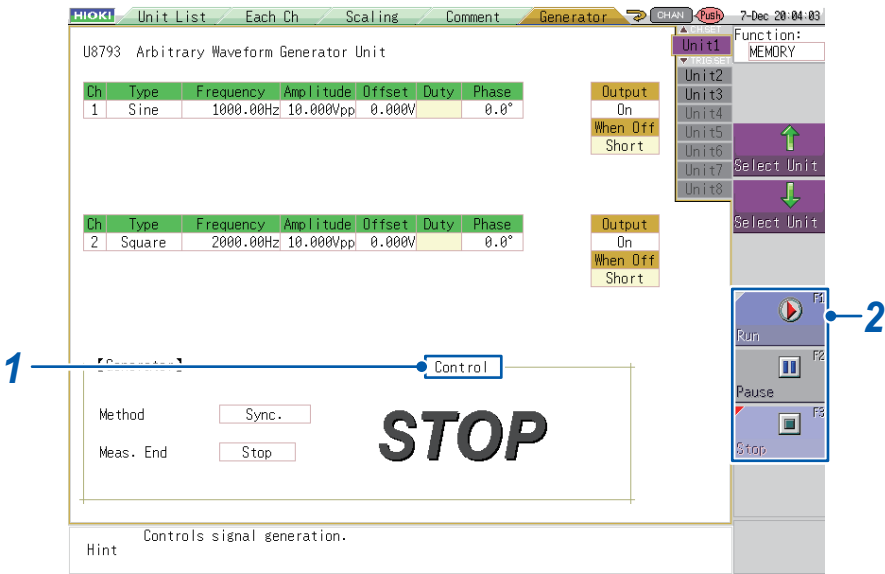 HIOKI Unit List Each Ch Scaling Comment Generator CHAN Push 7-Dec 20:04:03
CH.SET
Function:
Unit1
MEMORY
U8793 Arbitrary Waveform Generator Unit
TRIG.SET
Unit2
Ch Type Frequency Amplitude Offset Duty Phase Output
Unit3
1 Sine 1000.00Hz 10.000Vpp 0.000V 0.0° On
Unit4
When Off
Unit5
Short
Unit6
Select Unit
Unit7
Unit8
Ch Type Frequency Amplitude Offset Duty Phase Output
Select Unit
2 Square 2000.00Hz 10.000Vpp 0.000V 0.0° On
When Off
Short
F1
2
Run
F2
1
[Generator]
Control
Pause
Method Sync.
STOP
F3
Meas. End Stop
Stop
Controls signal generation.
Hint